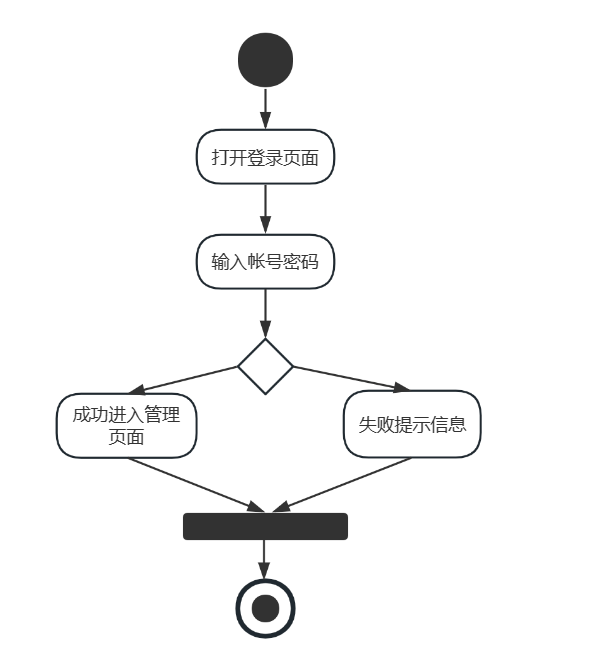 打开登录页面
输入帐号密码
成功进入管理
页面
失败提示信息